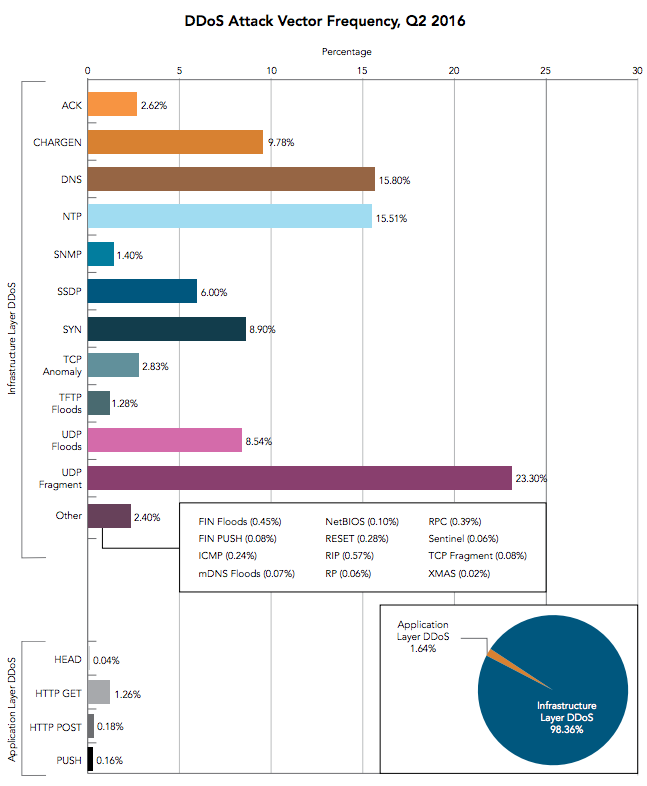 DDoS Attack Vector Frequency, Q2 2016
Percentage
0 5 10 15 20 25 30
Infrastructure Layer DDoS
ACK 2.62%
CHARGEN 9.78%
DNS 15.80%
NTP 15.51%
SNMP 1.40%
SSDP 6.00%
SYN 8.90%
TCP
Anomaly 2.83%
TFTP
Floods 1.28%
UDP
Floods 8.54%
UDP
Fragment 23.30%
Other 2.40%
FIN Floods (0.45%) NetBIOS (0.10%) RPC (0.39%)
FIN PUSH (0.08%) RESET (0.28%) Sentinel (0.06%)
ICMP (0.24%) RIP (0.57%) TCP Fragment (0.08%)
mDNS Floods (0.07%) RP (0.06%) XMAS (0.02%)
Application Layer DDoS
HEAD 0.04%
HTTP GET 1.26%
HTTP POST 0.18%
PUSH 0.16%
Application
Layer DDoS
1.64%
Infrastructure
Layer DDoS
98.36%